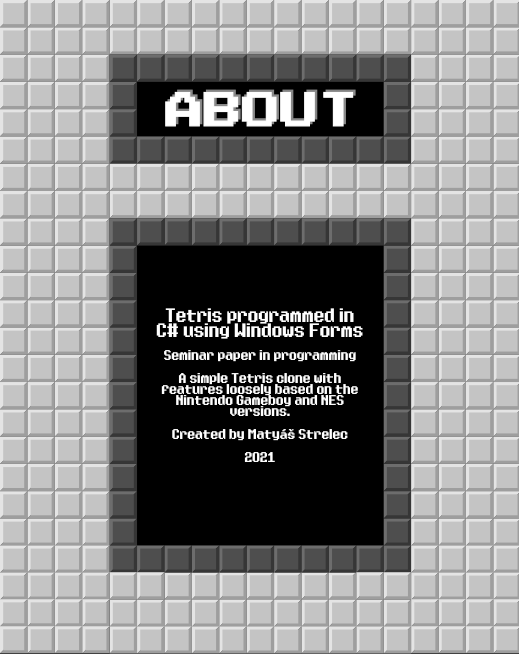 ABOUT
Tetris programmed in
C# using Windows Forms
Seminar paper in programming
A simple Tetris clone with
features loosely based on the
Nintendo Gameboy and NES
versions.
Created by Matyáš Strelec
2021